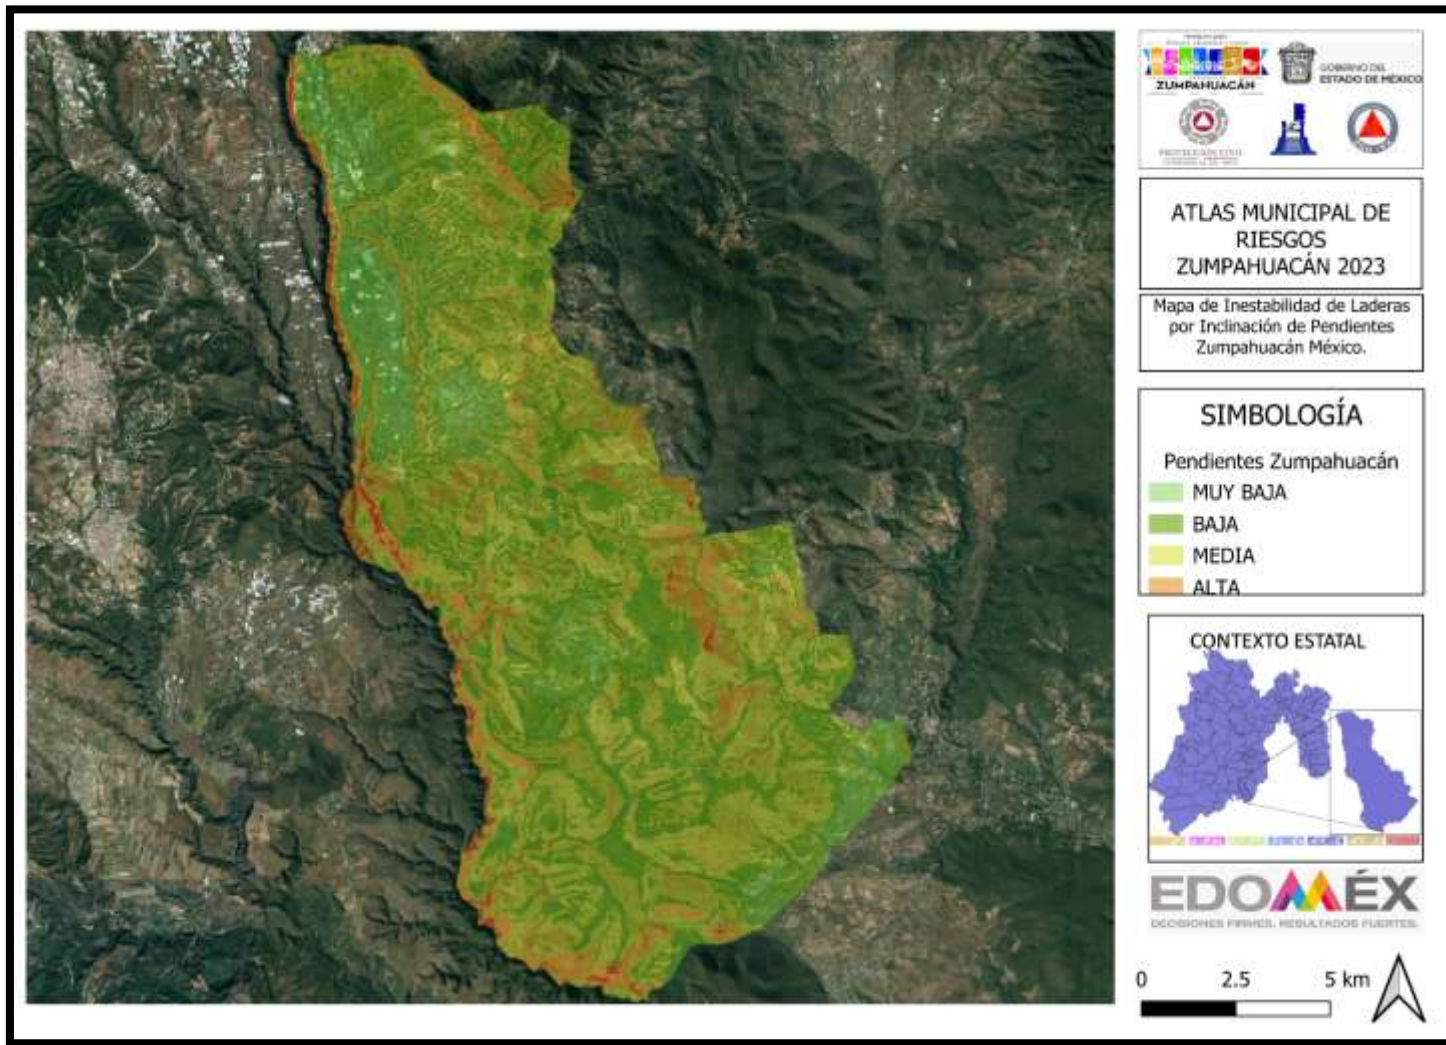 ZUMPAHUACÁN
GOBIERNO DEL
ESTADO DE MÉXICO
PROTECCIÓN CIVIL
ATLAS MUNICIPAL DE
RIESGOS
ZUMPAHUACÁN 2023
Mapa de Inestabilidad de Laderas
por Inclinación de Pendientes
Zumpahuacán México.
SIMBOLOGÍA
Pendientes Zumpahuacán
MUY BAJA
BAJA
MEDIA
ALTA
CONTEXTO ESTATAL
EDOMÉX
DECISIONES FIRMES, RESULTADOS FUERTES.
0 2.5 5 km